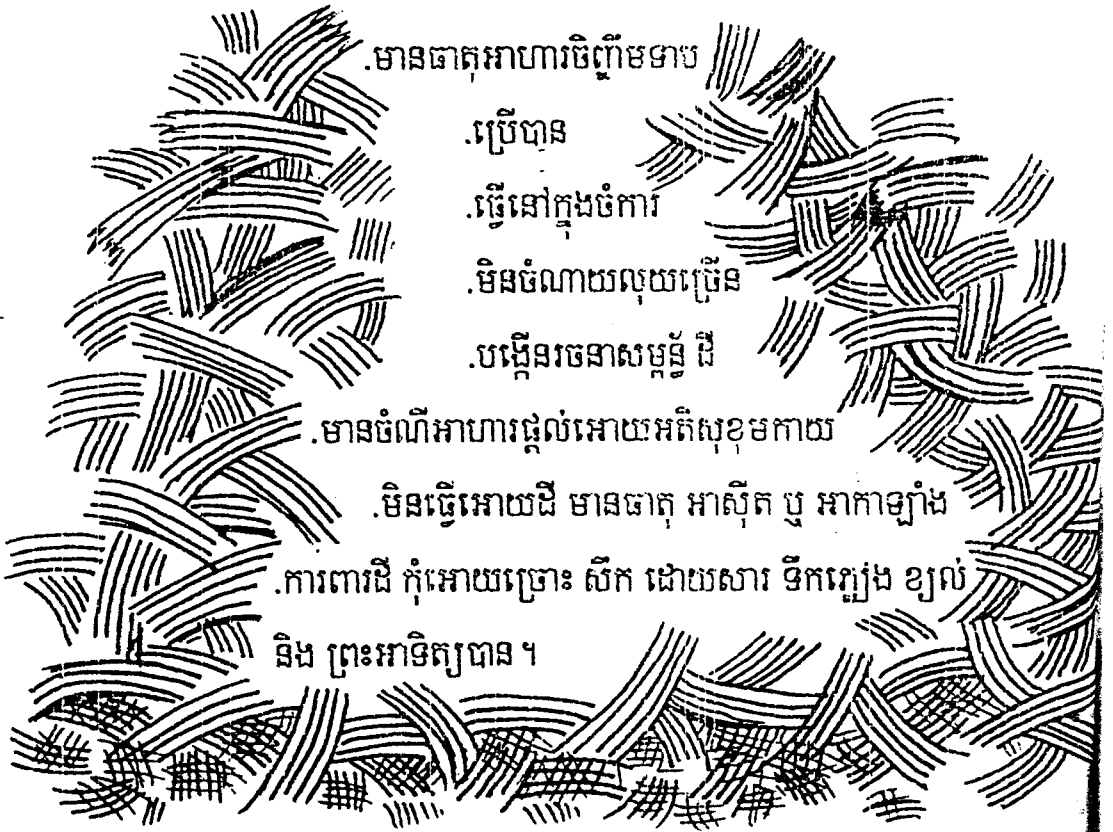 .មានធាតុអាហារចិញ្ចឹមទាប
.ប្រើបាន
.ធ្វើនៅក្នុងចំការ
.មិនចំណាយលុយច្រើន
.បង្កើនរចនាសម្ពន្ធ័ ដី
.មានចំណីអាហារផ្តល់អោយអតិសុខុមកាយ
.មិនធ្វើអោយដី មានធាតុ អាស៊ីត ឬ អាកាឡាំង
.ការពារដី កុំអោយច្រោះ សឹក ដោយសារ ទឹកភ្លៀង ខ្យល់
និង ព្រះអាទិត្យបាន ។